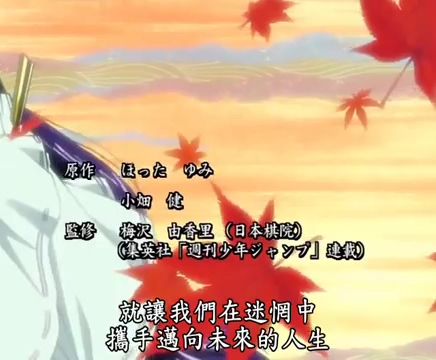 原作　ほった　ゆみ
小畑　健
監修　梅沢　由香里（日本棋院）
（集英社「週刊少年ジャンプ」連載）
就讓我們在迷惘中
攜手邁向未來的人生